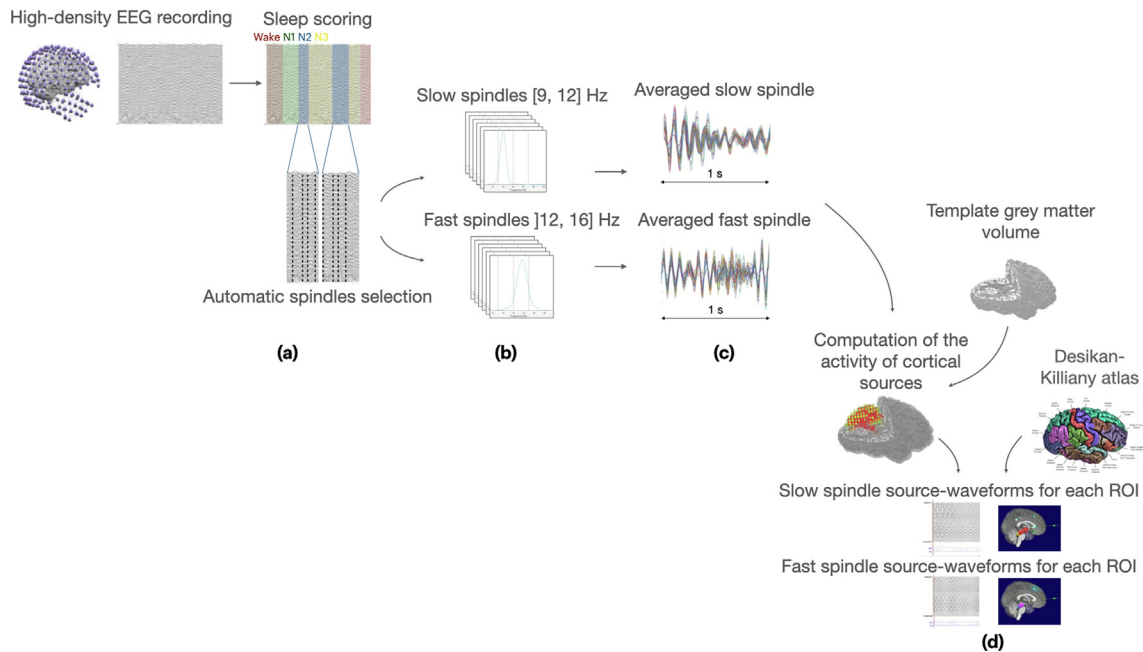 High-density EEG recording
Sleep scoring
Wake N1 N2 N3
Automatic spindles selection
(a)
Slow spindles [9, 12] Hz
Fast spindles ]12, 16] Hz
(b)
Averaged slow spindle
1 s
Averaged fast spindle
1 s
(c)
Template grey matter
volume
Computation of the
activity of cortical
sources
Desikan-
Killiany atlas
Slow spindle source-waveforms for each ROI
Fast spindle source-waveforms for each ROI
(d)